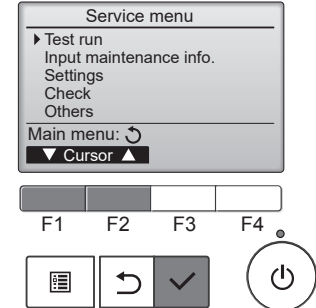 Service menu
Test run
Input maintenance info.
Settings
Check
Others
Main menu:
Cursor
F1 F2 F3 F4